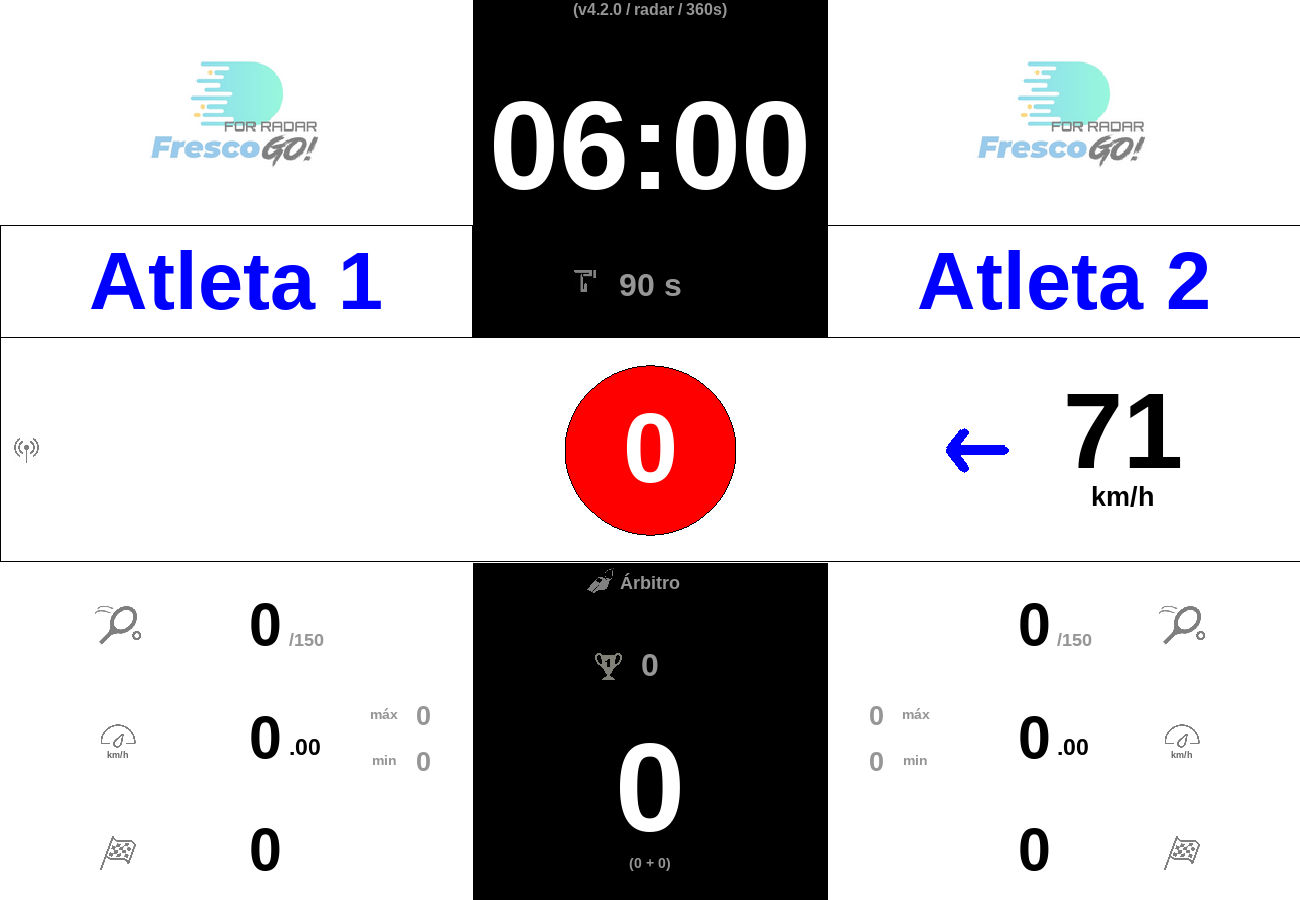 (v4.2.0 / radar / 360s)
FOR RADAR
FrescoGO!
06:00
FOR RADAR
FrescoGO!
Atleta 1
90 s
Atleta 2
0
71
km/h
Árbitro
0 /150
0 /150
1 0
km/h
0 .00
máx 0
min 0
0 máx
0 min
0 .00
km/h
0
0
(0 + 0)
0